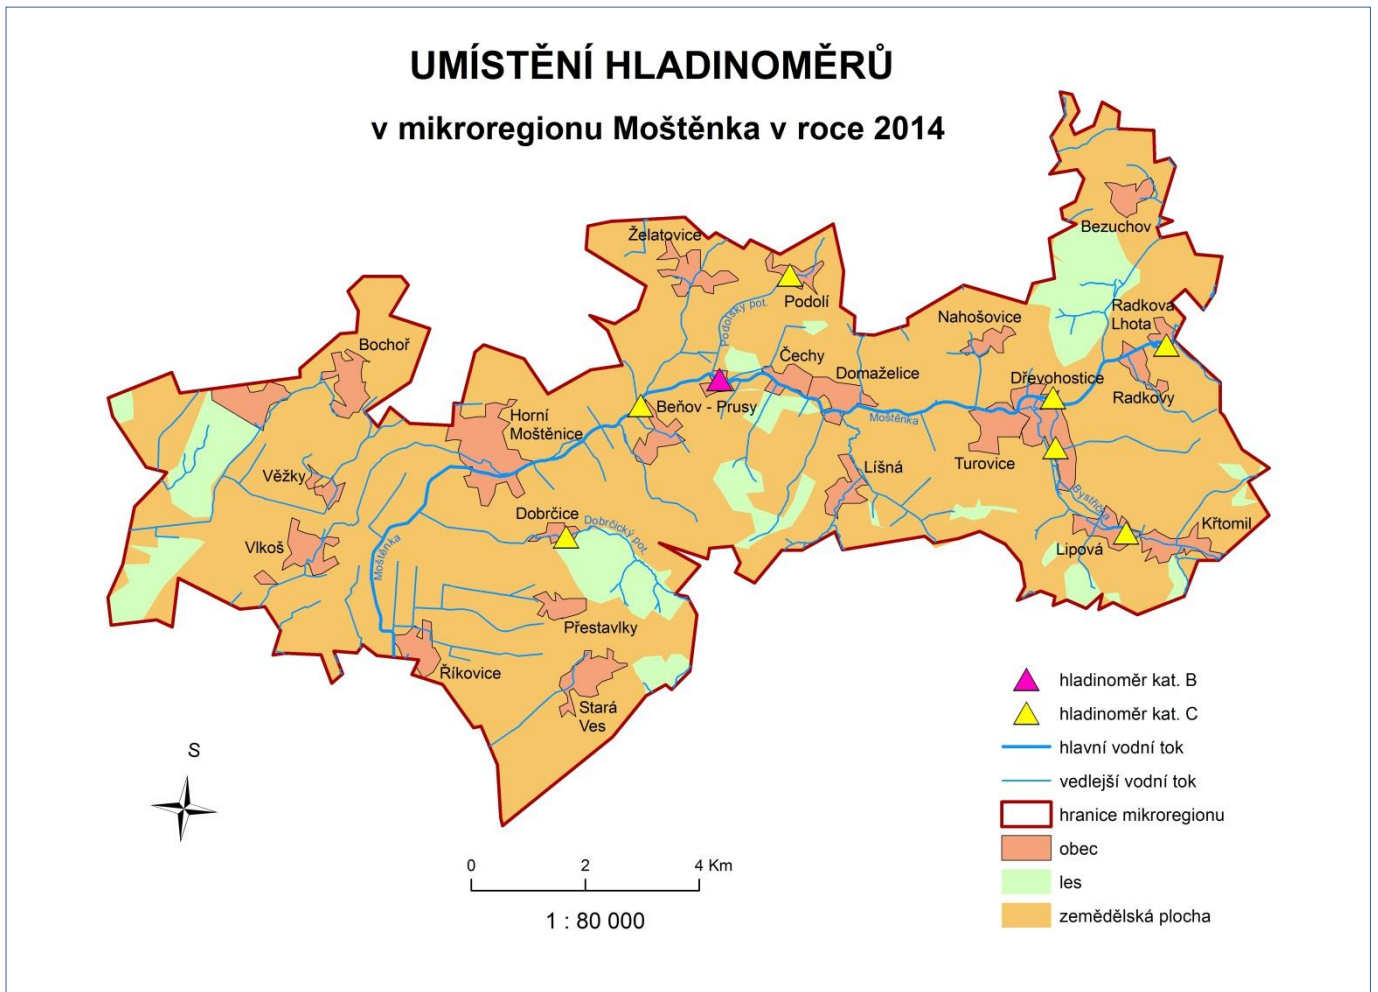 UMÍSTĚNÍ HLADINOMĚRŮ
v mikroregionu Moštěnka v roce 2014
Bezuchov
Želatovice
Podolí
Podolský pot.
Radkova
Lhota
Nahošovice
Bochoř
Čechy
Domaželice
Dřevohostice
Radkovy
Beňov - Prusy
Horní
Moštěnice
Moštěnka
Turovice
Líšná
Věžky
Bystřička
Dobrčice
Dobrčický pot.
Křtomil
Lipová
Vlkoš
Moštěnka
Přestavlky
Říkovice
Stará
Ves
S
0 2 4 Km
1 : 80 000
hladinoměr kat. B
hladinoměr kat. C
hlavní vodní tok
vedlejší vodní tok
hranice mikroregionu
obec
les
zemědělská plocha